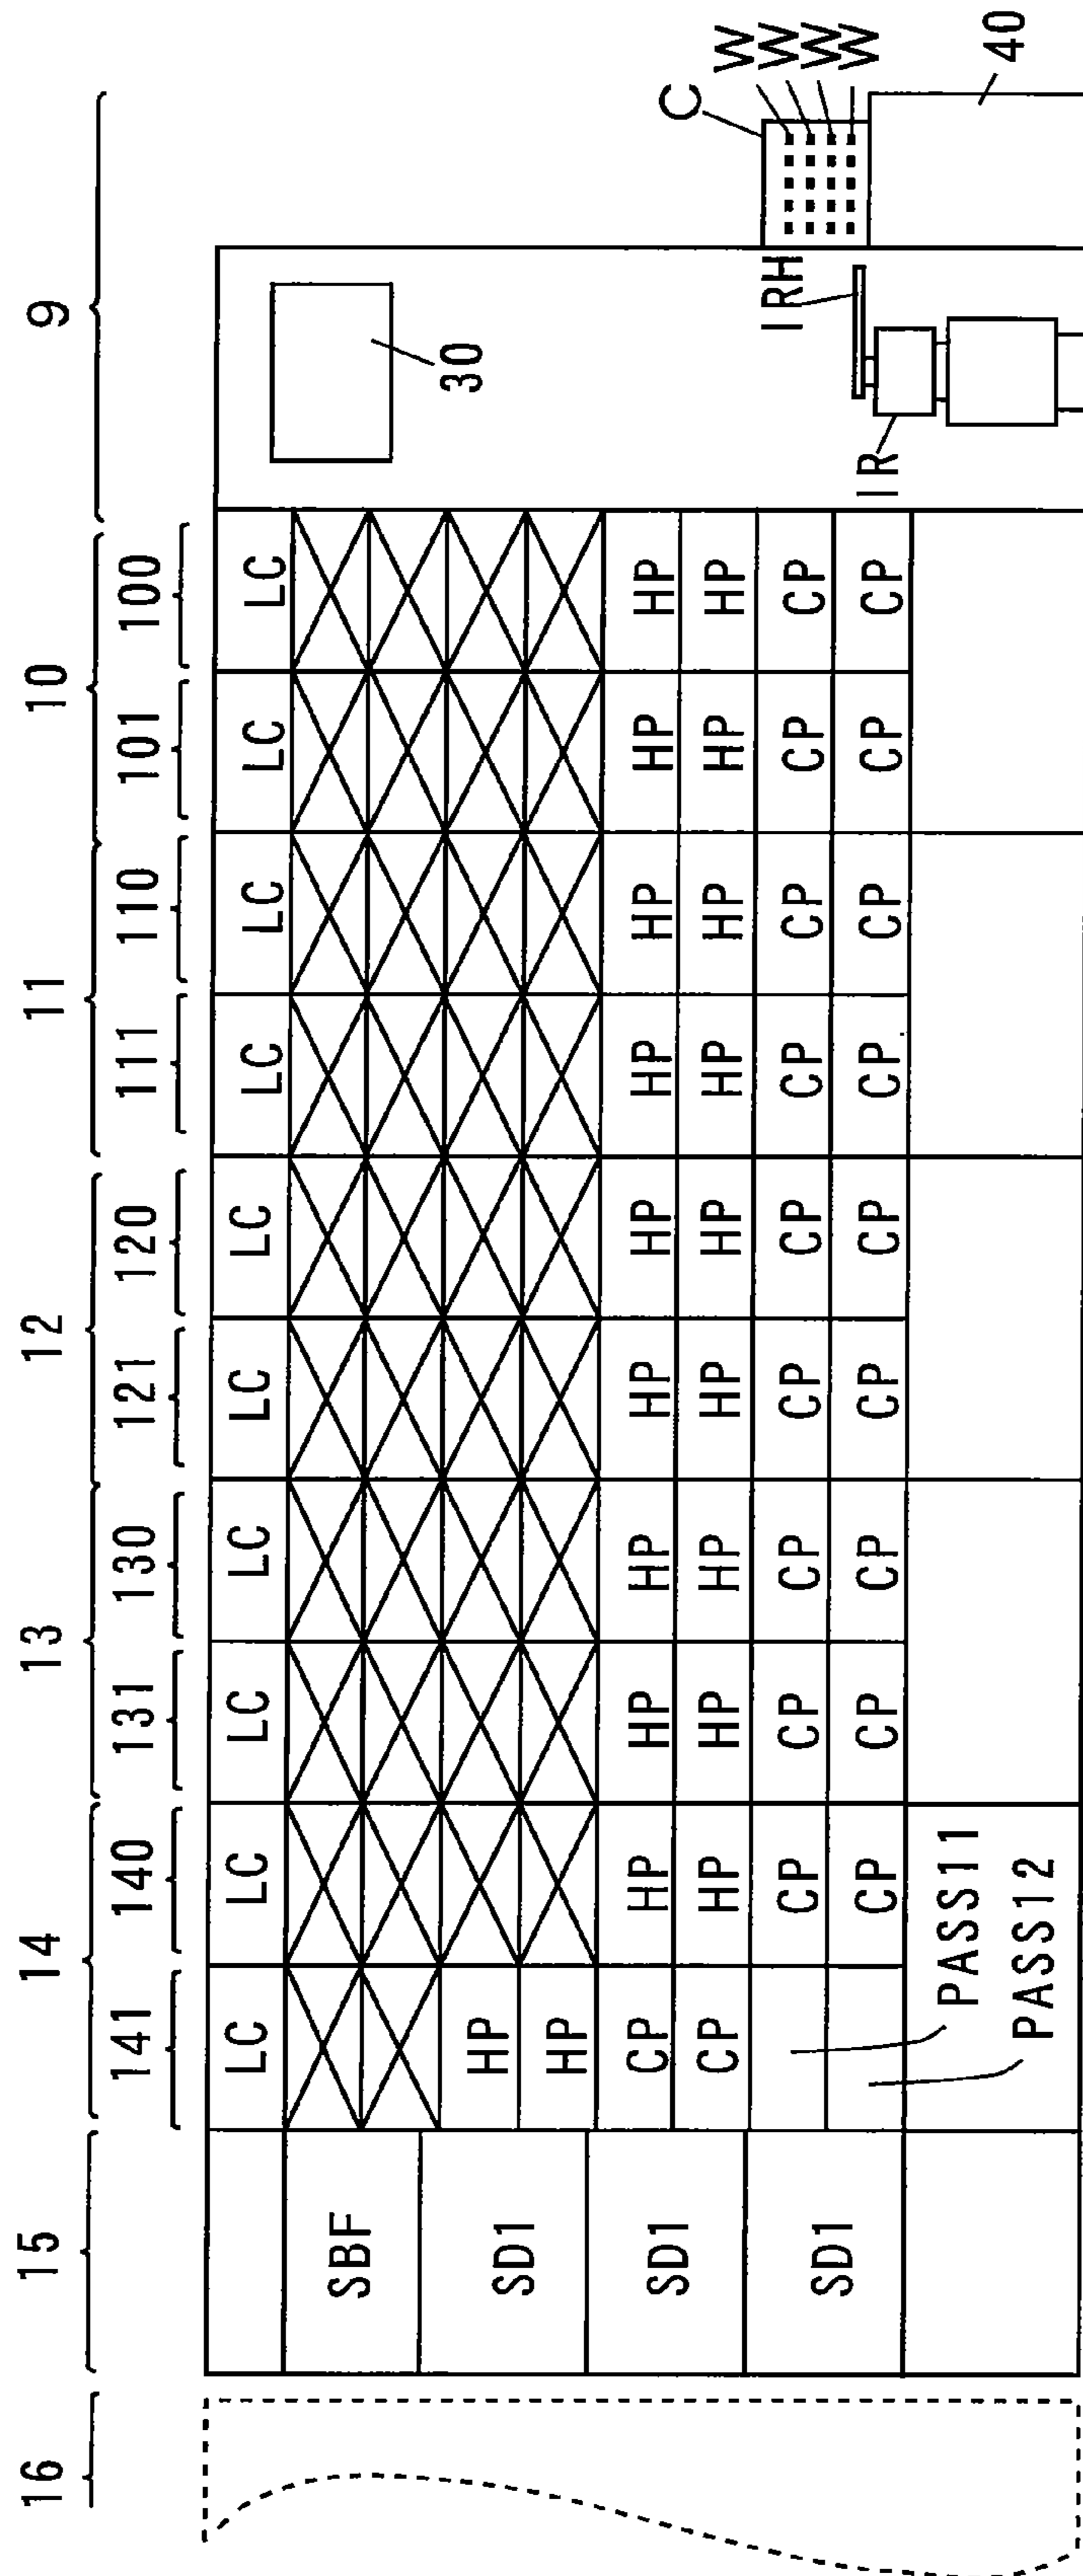 16 15 14 13 12 11 10 9
141 140 131 130 121 120 111 110 101 100
LC LC LC LC LC LC LC LC LC LC
SBF
30
SD1 HP
HP
SD1 CP HP HP HP HP HP HP HP HP HP
C
CP HP HP HP HP HP HP HP HP HP
W
W
W
W
IRH
SD1 CP CP CP CP CP CP CP CP CP
CP CP CP CP CP CP CP CP CP
IR
PASS11
40
PASS12